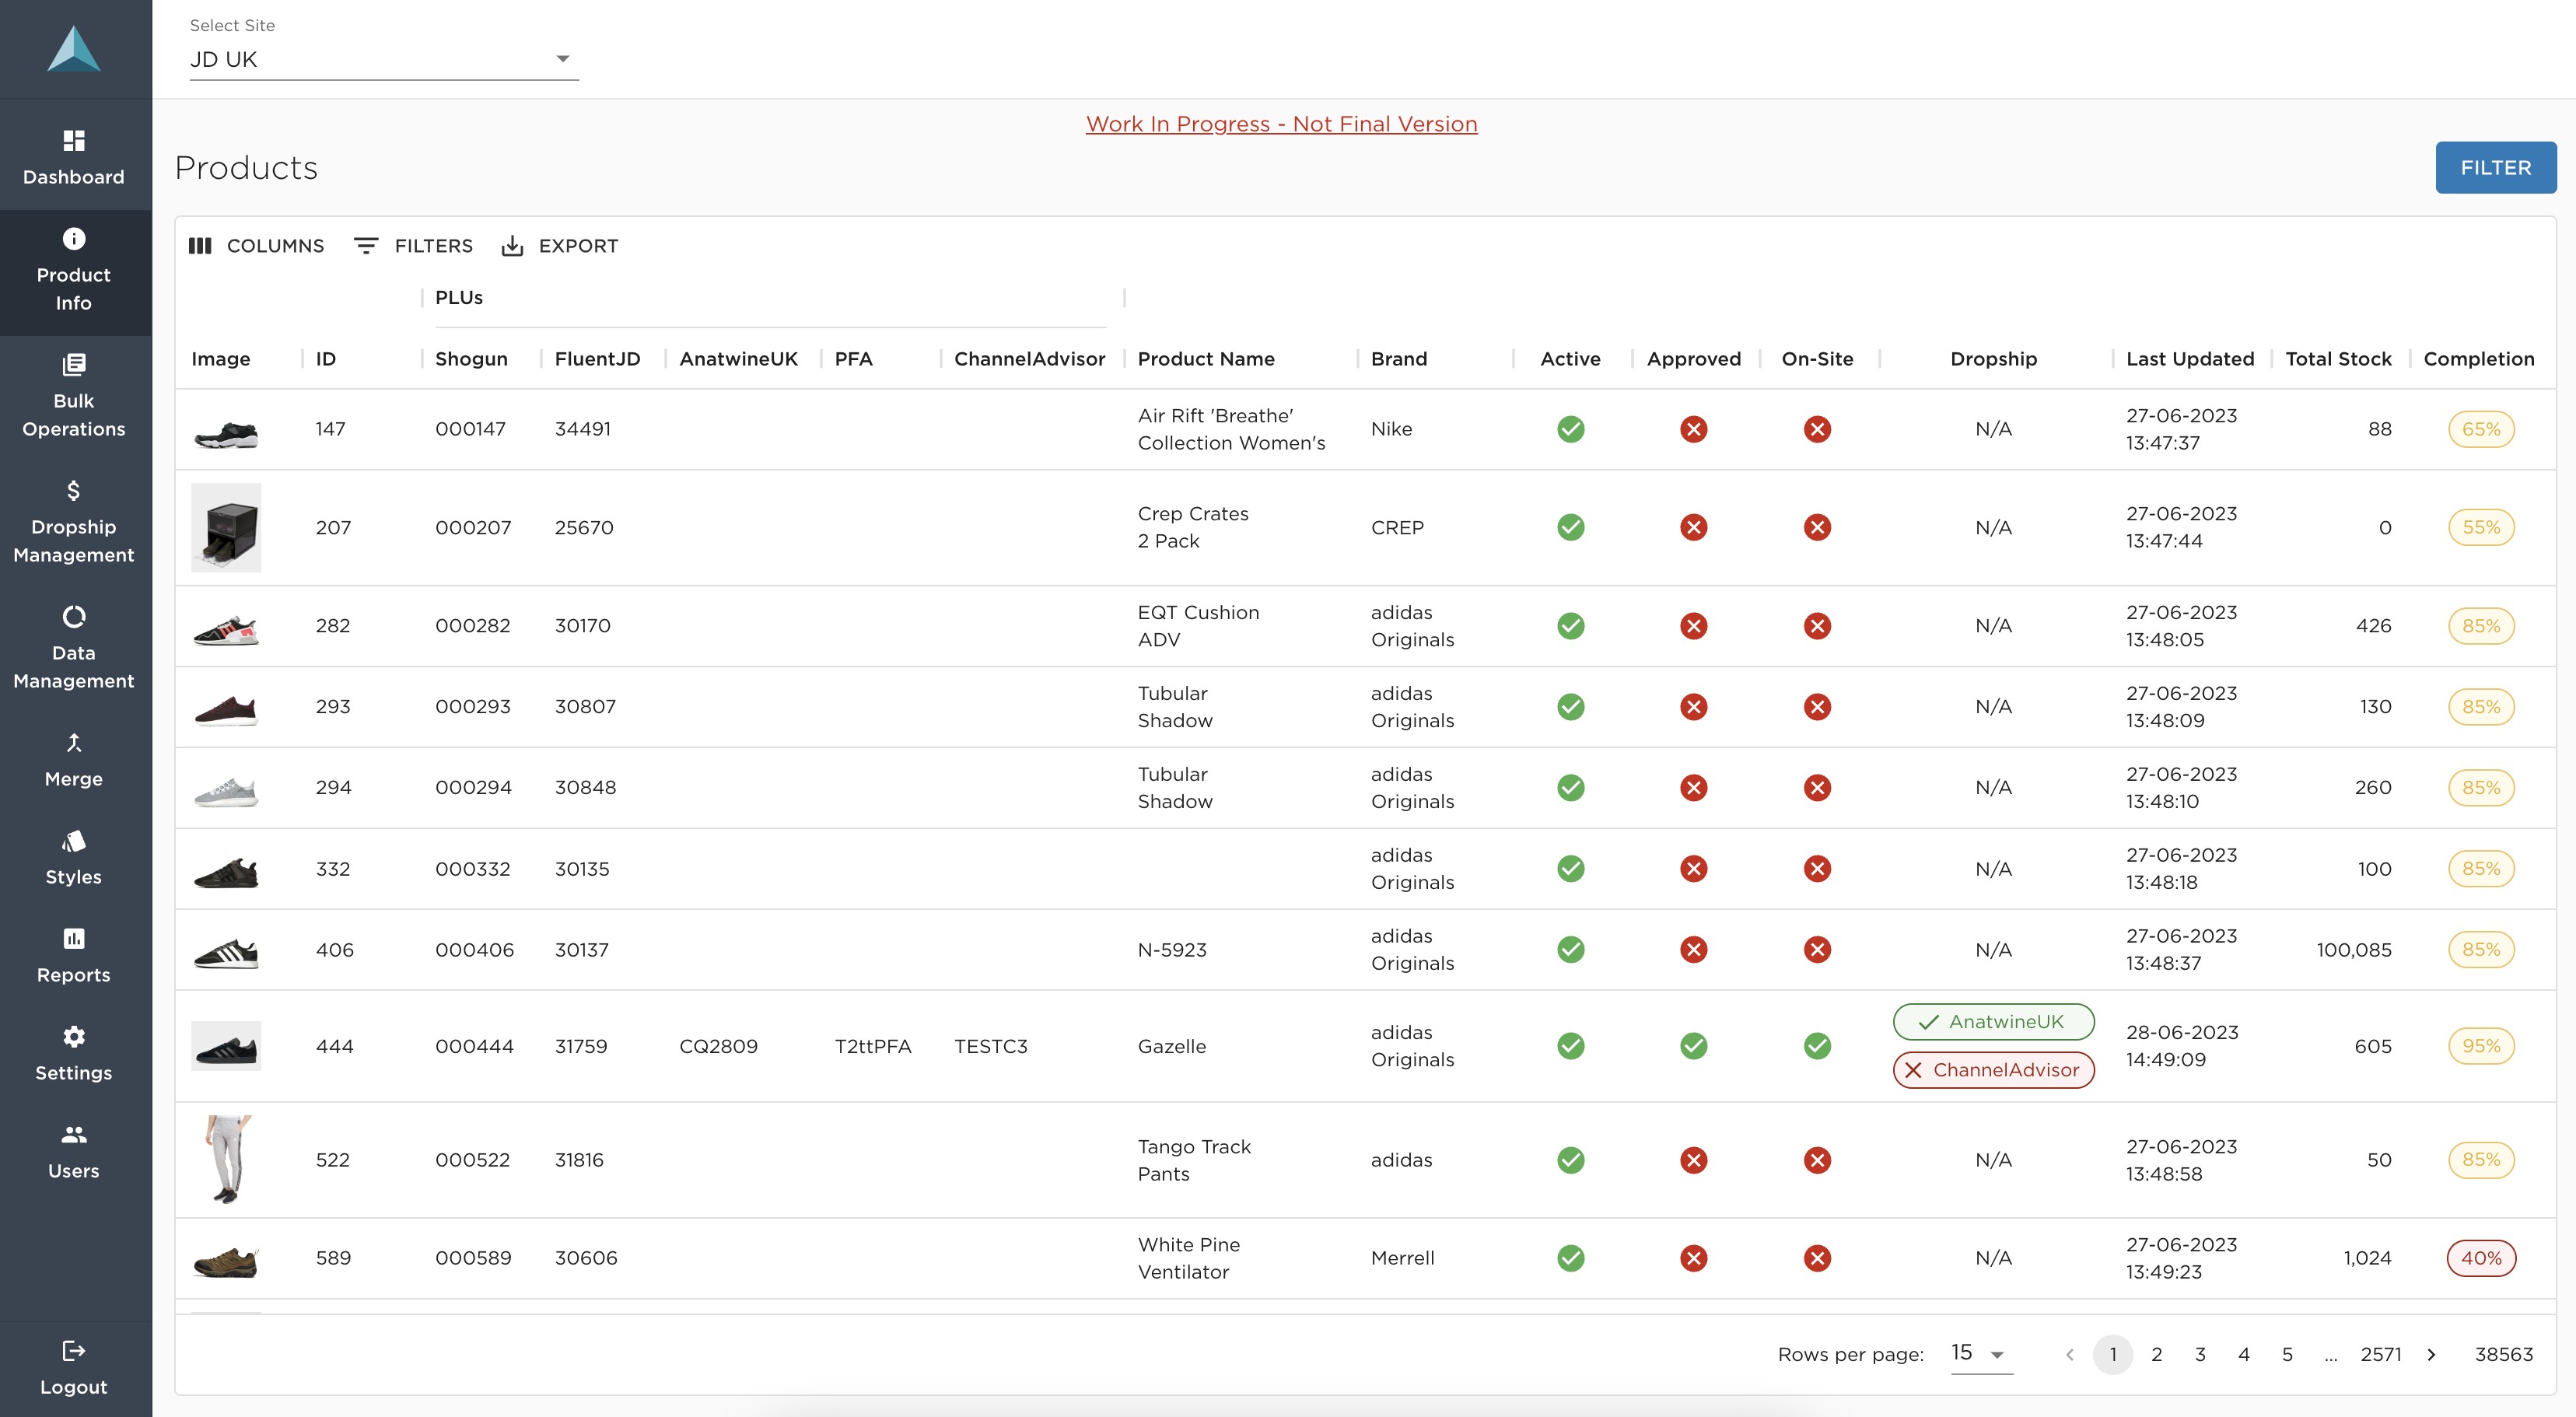 Select Site
JD UK
Work In Progress - Not Final Version
Products
FILTER
Dashboard
Product
Info
Bulk
Operations
Dropship
Management
Data
Management
Merge
Styles
Reports
Settings
Users
Logout
COLUMNS FILTERS EXPORT
PLUs
Image ID Shogun FluentJD AnatwineUK PFA ChannelAdvisor Product Name Brand Active Approved On-Site Dropship Last Updated Total Stock Completion
147 000147 34491 Air Rift 'Breathe' Nike N/A 27-06-2023 88 65%
Collection Women's 13:47:37
207 000207 25670 Crep Crates CREP N/A 27-06-2023 0 55%
2 Pack 13:47:44
282 000282 30170 EQT Cushion adidas N/A 27-06-2023 426 85%
ADV Originals 13:48:05
293 000293 30807 Tubular adidas N/A 27-06-2023 130 85%
Shadow Originals 13:48:09
294 000294 30848 Tubular adidas N/A 27-06-2023 260 85%
Shadow Originals 13:48:10
332 000332 30135 adidas N/A 27-06-2023 100 85%
Originals 13:48:18
406 000406 30137 N-5923 adidas N/A 27-06-2023 100,085 85%
Originals 13:48:37
444 000444 31759 CQ2809 T2ttPFA TESTC3 Gazelle adidas AnatwineUK 28-06-2023 605 95%
Originals ChannelAdvisor 14:49:09
522 000522 31816 Tango Track adidas N/A 27-06-2023 50 85%
Pants 13:48:58
589 000589 30606 White Pine Merrell N/A 27-06-2023 1,024 40%
Ventilator 13:49:23
Rows per page: 15 1 2 3 4 5 ... 2571 38563